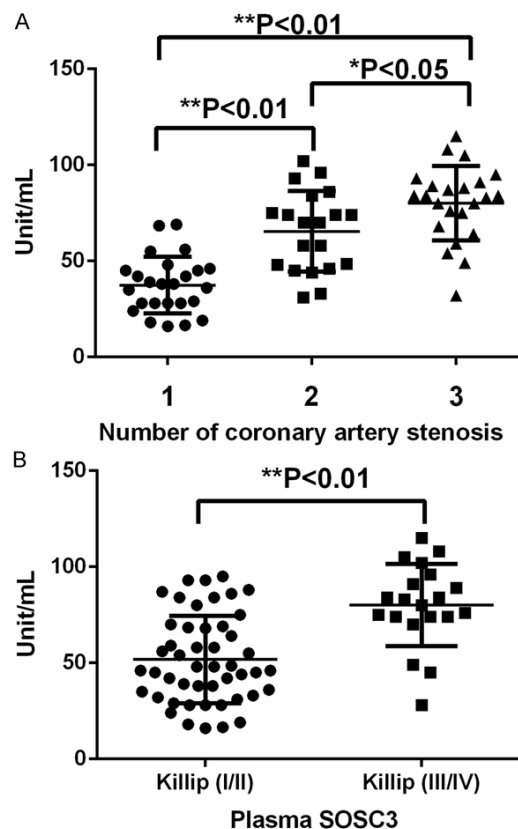 A
**P<0.01
*P<0.05
**P<0.01
150
100
50
0
Unit/mL
1 2 3
Number of coronary artery stenosis
B
**P<0.01
150
100
50
0
Unit/mL
Killip (I/II) Killip (III/IV)
Plasma SOSC3